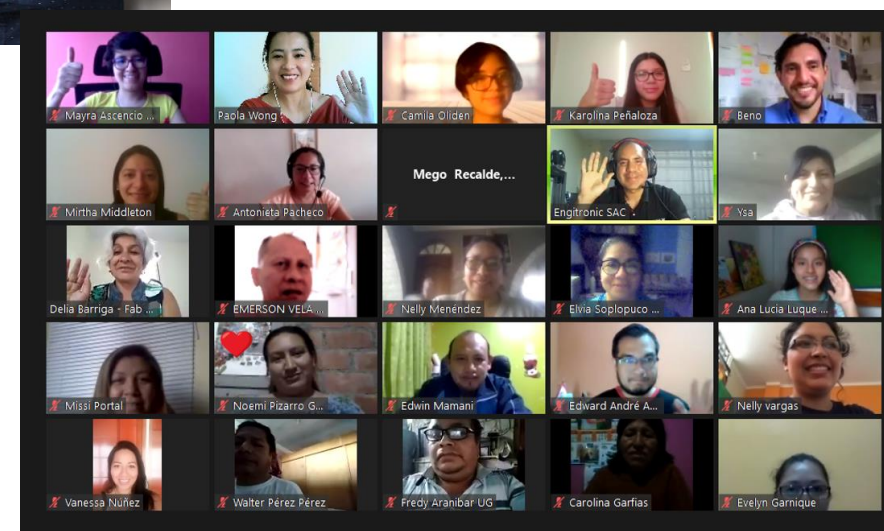 Mayra Ascencio ...
Paola Wong
Camila Oliden
Karolina Peñaloza
Beno
Mirtha Middleton
Antonieta Pacheco
Mego Recalde,...
Engitronic SAC
Ysa
Delia Barriga - Fab ...
EMERSON VELA ...
Nelly Menéndez
Elvia Soplopuco ...
Ana Lucia Luque ...
Missi Portal
Noemi Pizarro G...
Edwin Mamani
Edward André A...
Nelly vargas
Vanessa Nuñez
Walter Pérez Pérez
Fredy Aranibar UG
Carolina Garfias
Evelyn Garnique